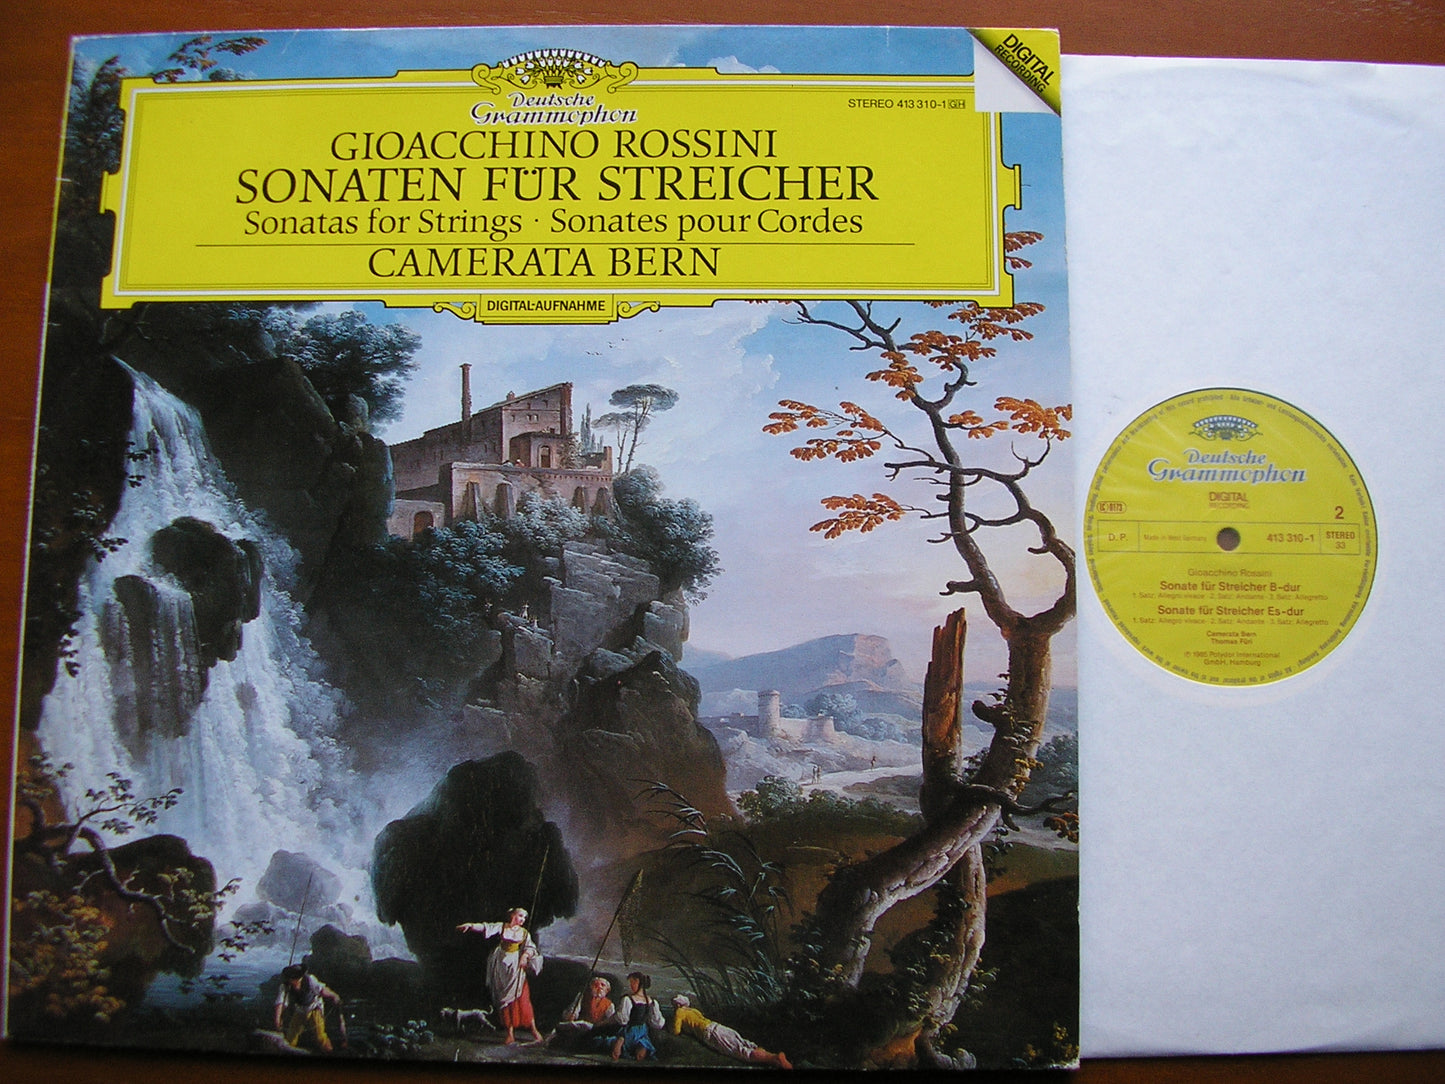 DIGITAL
RECORDING
Deutsche
Grammophon
STEREO 413 310-1 GH
GIOACCHINO ROSSINI
SONATEN FÜR STREICHER
Sonatas for Strings · Sonates pour Cordes
CAMERATA BERN
DIGITAL-AUFNAHME
Deutsche
Grammophon
DIGITAL
RECORDING
2
LC 0173
D. P.
Made in West Germany
413 310-1
STEREO
33
Gioacchino Rossini
Sonate für Streicher B-dur
1. Satz: Allegro vivace · 2. Satz: Andante · 3. Satz: Allegretto
Sonate für Streicher Es-dur
1. Satz: Allegro vivace · 2. Satz: Andante · 3. Satz: Allegretto
Camerata Bern
Thomas Füri
℗ 1985 Polydor International
GmbH, Hamburg